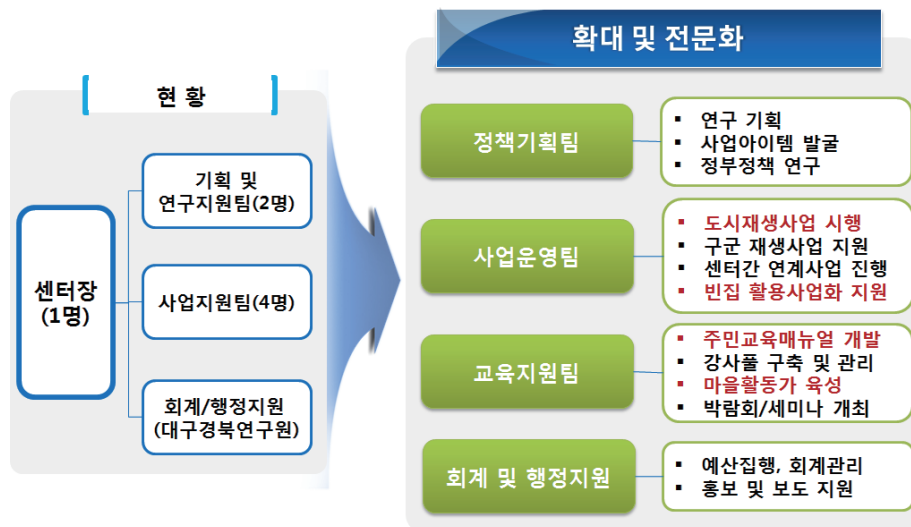 현 황
센터장
(1명)
기획 및
연구지원팀(2명)
사업지원팀(4명)
회계/행정지원
(대구경북연구원)
확대 및 전문화
정책기획팀
▪ 연구 기획
▪ 사업아이템 발굴
▪ 정부정책 연구
사업운영팀
▪ 도시재생사업 시행
▪ 구군 재생사업 지원
▪ 센터간 연계사업 진행
▪ 빈집 활용사업화 지원
교육지원팀
▪ 주민교육매뉴얼 개발
▪ 강사풀 구축 및 관리
▪ 마을활동가 육성
▪ 박람회/세미나 개최
회계 및 행정지원
▪ 예산집행, 회계관리
▪ 홍보 및 보도 지원